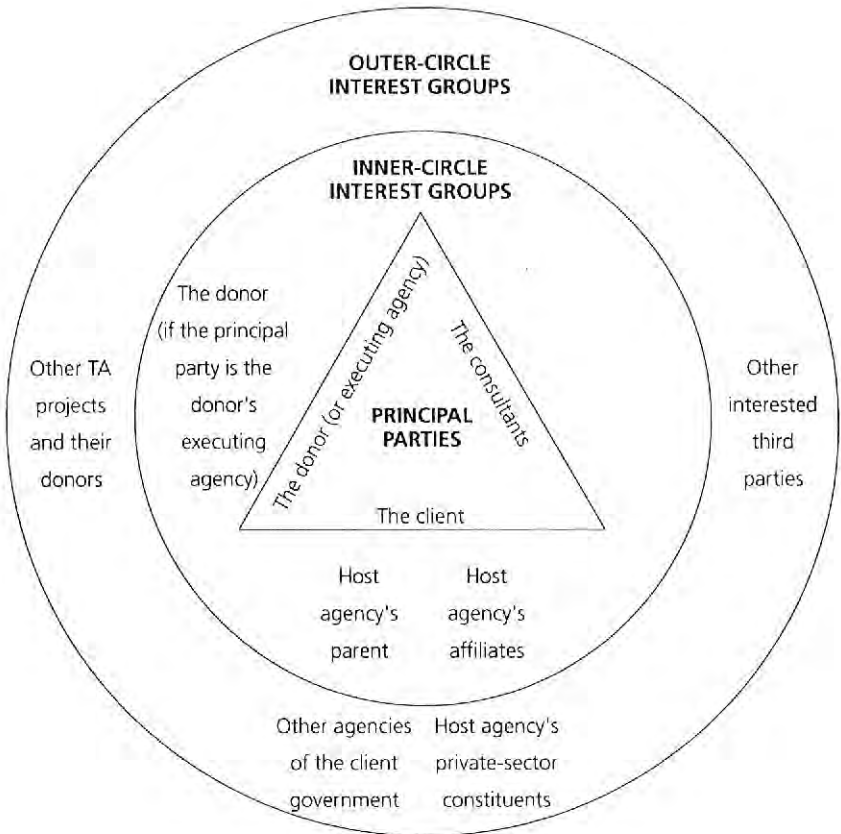 OUTER-CIRCLE
INTEREST GROUPS
INNER-CIRCLE
INTEREST GROUPS
The donor
(if the principal
party is the
donor's
executing
agency)
The donor (or executing agency)
The consultants
PRINCIPAL
PARTIES
The client
Other TA
projects
and their
donors
Other
interested
third
parties
Host
agency's
parent
Host
agency's
affiliates
Other agencies
of the client
government
Host agency's
private-sector
constituents